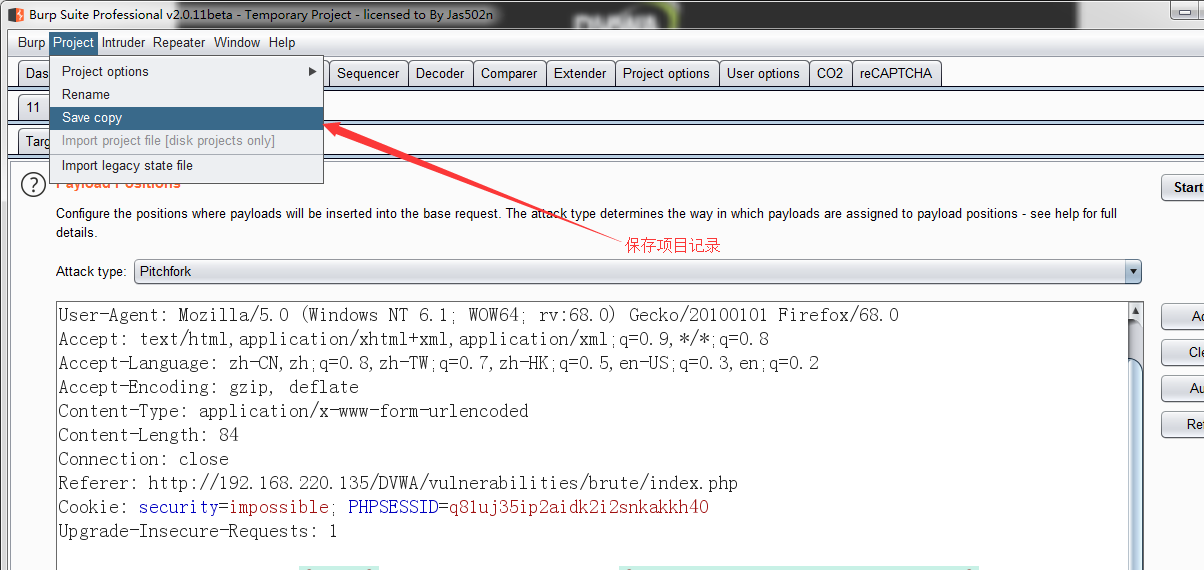 Burp Suite Professional v2.0.11beta - Temporary Project - licensed to By Jas502n
Burp Project Intruder Repeater Window Help
Das Sequencer Decoder Comparer Extender Project options User options CO2 reCAPTCHA
Project options
Rename
11
Save copy
Targ
Import project file [disk projects only]
Import legacy state file
? Payload Positions
Start
Configure the positions where payloads will be inserted into the base request. The attack type determines the way in which payloads are assigned to payload positions - see help for full
details.
保存项目记录
Attack type: Pitchfork
User-Agent: Mozilla/5.0 (Windows NT 6.1; WOW64; rv:68.0) Gecko/20100101 Firefox/68.0
Accept: text/html,application/xhtml+xml,application/xml;q=0.9,*/*;q=0.8
Accept-Language: zh-CN,zh;q=0.8,zh-TW;q=0.7,zh-HK;q=0.5,en-US;q=0.3,en;q=0.2
Accept-Encoding: gzip, deflate
Content-Type: application/x-www-form-urlencoded
Content-Length: 84
Connection: close
Referer: http://192.168.220.135/DVWA/vulnerabilities/brute/index.php
Cookie: security=impossible; PHPSESSID=q81uj35ip2aidk2i2snkakkh40
Upgrade-Insecure-Requests: 1
Cle
Au
Re